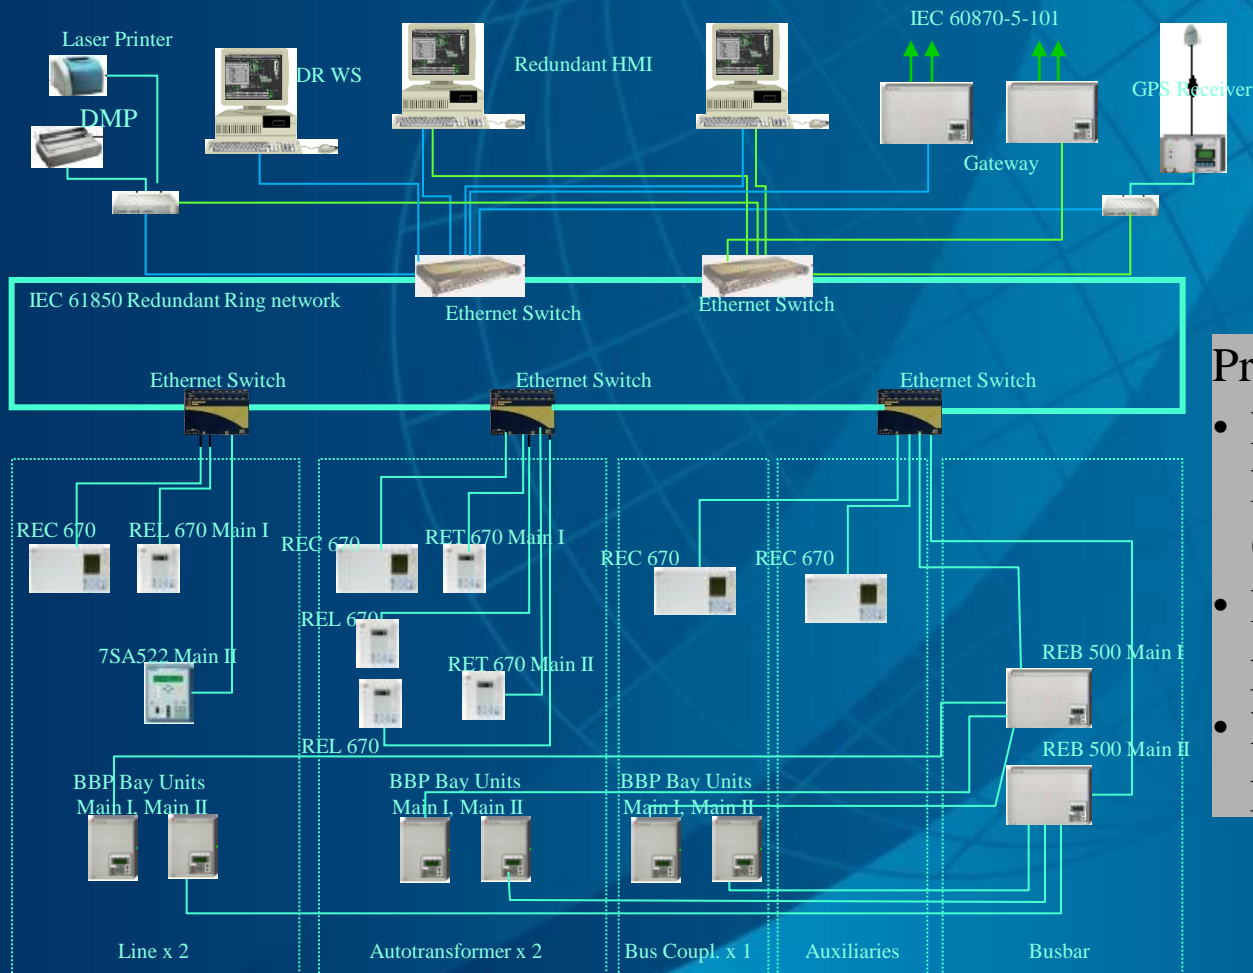 IEC 60870-5-101
Laser Printer
DR WS
Redundant HMI
GPS Receiver
DMP
Gateway
IEC 61850 Redundant Ring network
Ethernet Switch
Ethernet Switch
Ethernet Switch
Ethernet Switch
Ethernet Switch
REC 670
REL 670 Main I
REC 670
RET 670 Main I
REC 670
REC 670
REL 670
7SA522 Main II
RET 670 Main II
REB 500 Main I
REL 670
REB 500 Main II
BBP Bay Units
Main I, Main II
BBP Bay Units
Main I, Main II
BBP Bay Units
Main I, Main II
Line x 2
Autotransformer x 2
Bus Coupl. x 1
Auxiliaries
Busbar
Pr